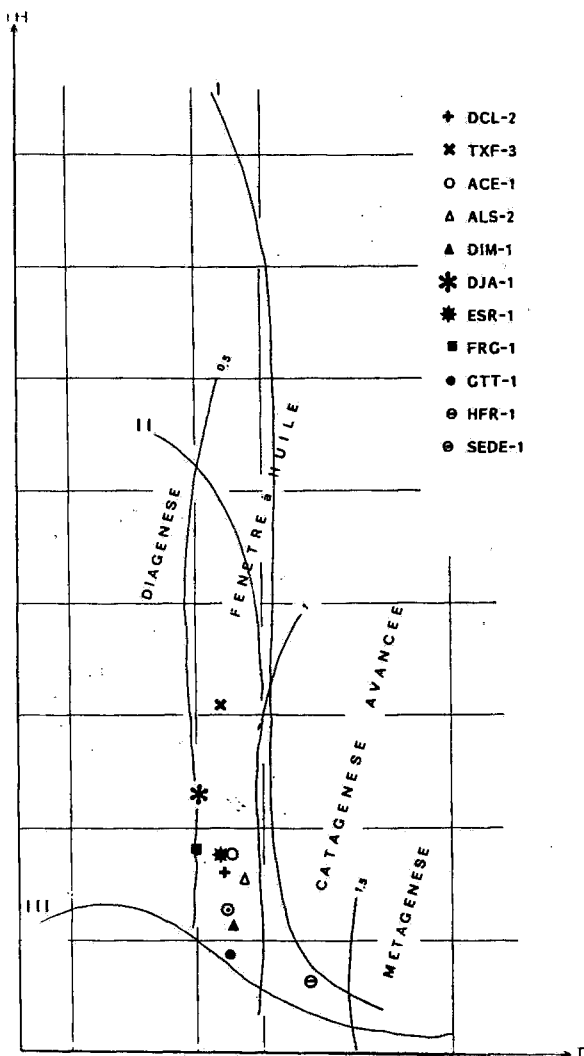 IH
I
DCL-2
TXF-3
ACE-1
ALS-2
DIM-1
DJA-1
ESR-1
FRG-1
GTT-1
HFR-1
SEDE-1
0,5
II
DIAGENESE
FENETRE à HUILE
1
CATAGENESE AVANCEE
METAGENESE
1,5
III